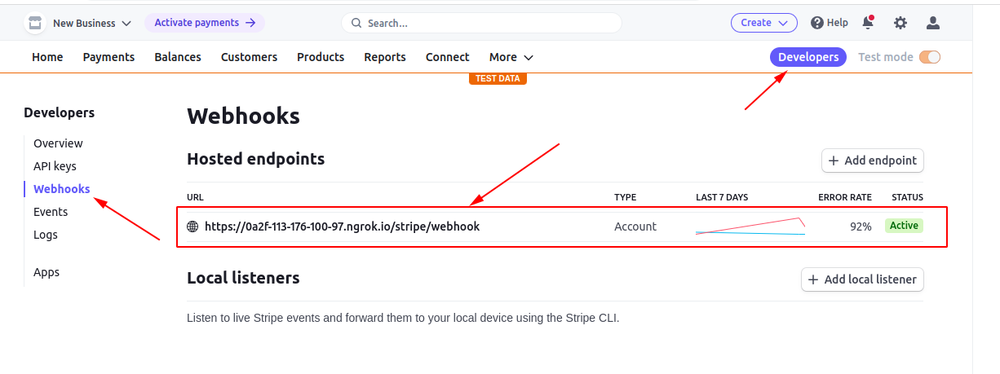 New Business Activate payments → Search... Create Help
Home Payments Balances Customers Products Reports Connect More Developers Test mode
TEST DATA
Developers
Overview
API keys
Webhooks
Events
Logs
Apps
Webhooks
Hosted endpoints + Add endpoint
URL TYPE LAST 7 DAYS ERROR RATE STATUS
https://0a2f-113-176-100-97.ngrok.io/stripe/webhook Account 92% Active
Local listeners + Add local listener
Listen to live Stripe events and forward them to your local device using the Stripe CLI.